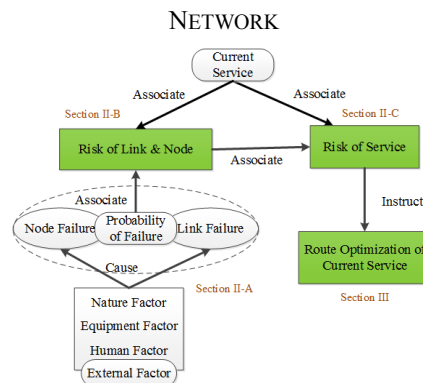 NETWORK
Current
Service
Associate
Associate
Section II-B
Section II-C
Risk of Link & Node
Associate
Risk of Service
Associate
Instruct
Node Failure
Probability
of Failure
Link Failure
Cause
Route Optimization of
Current Service
Section II-A
Section III
Nature Factor
Equipment Factor
Human Factor
External Factor